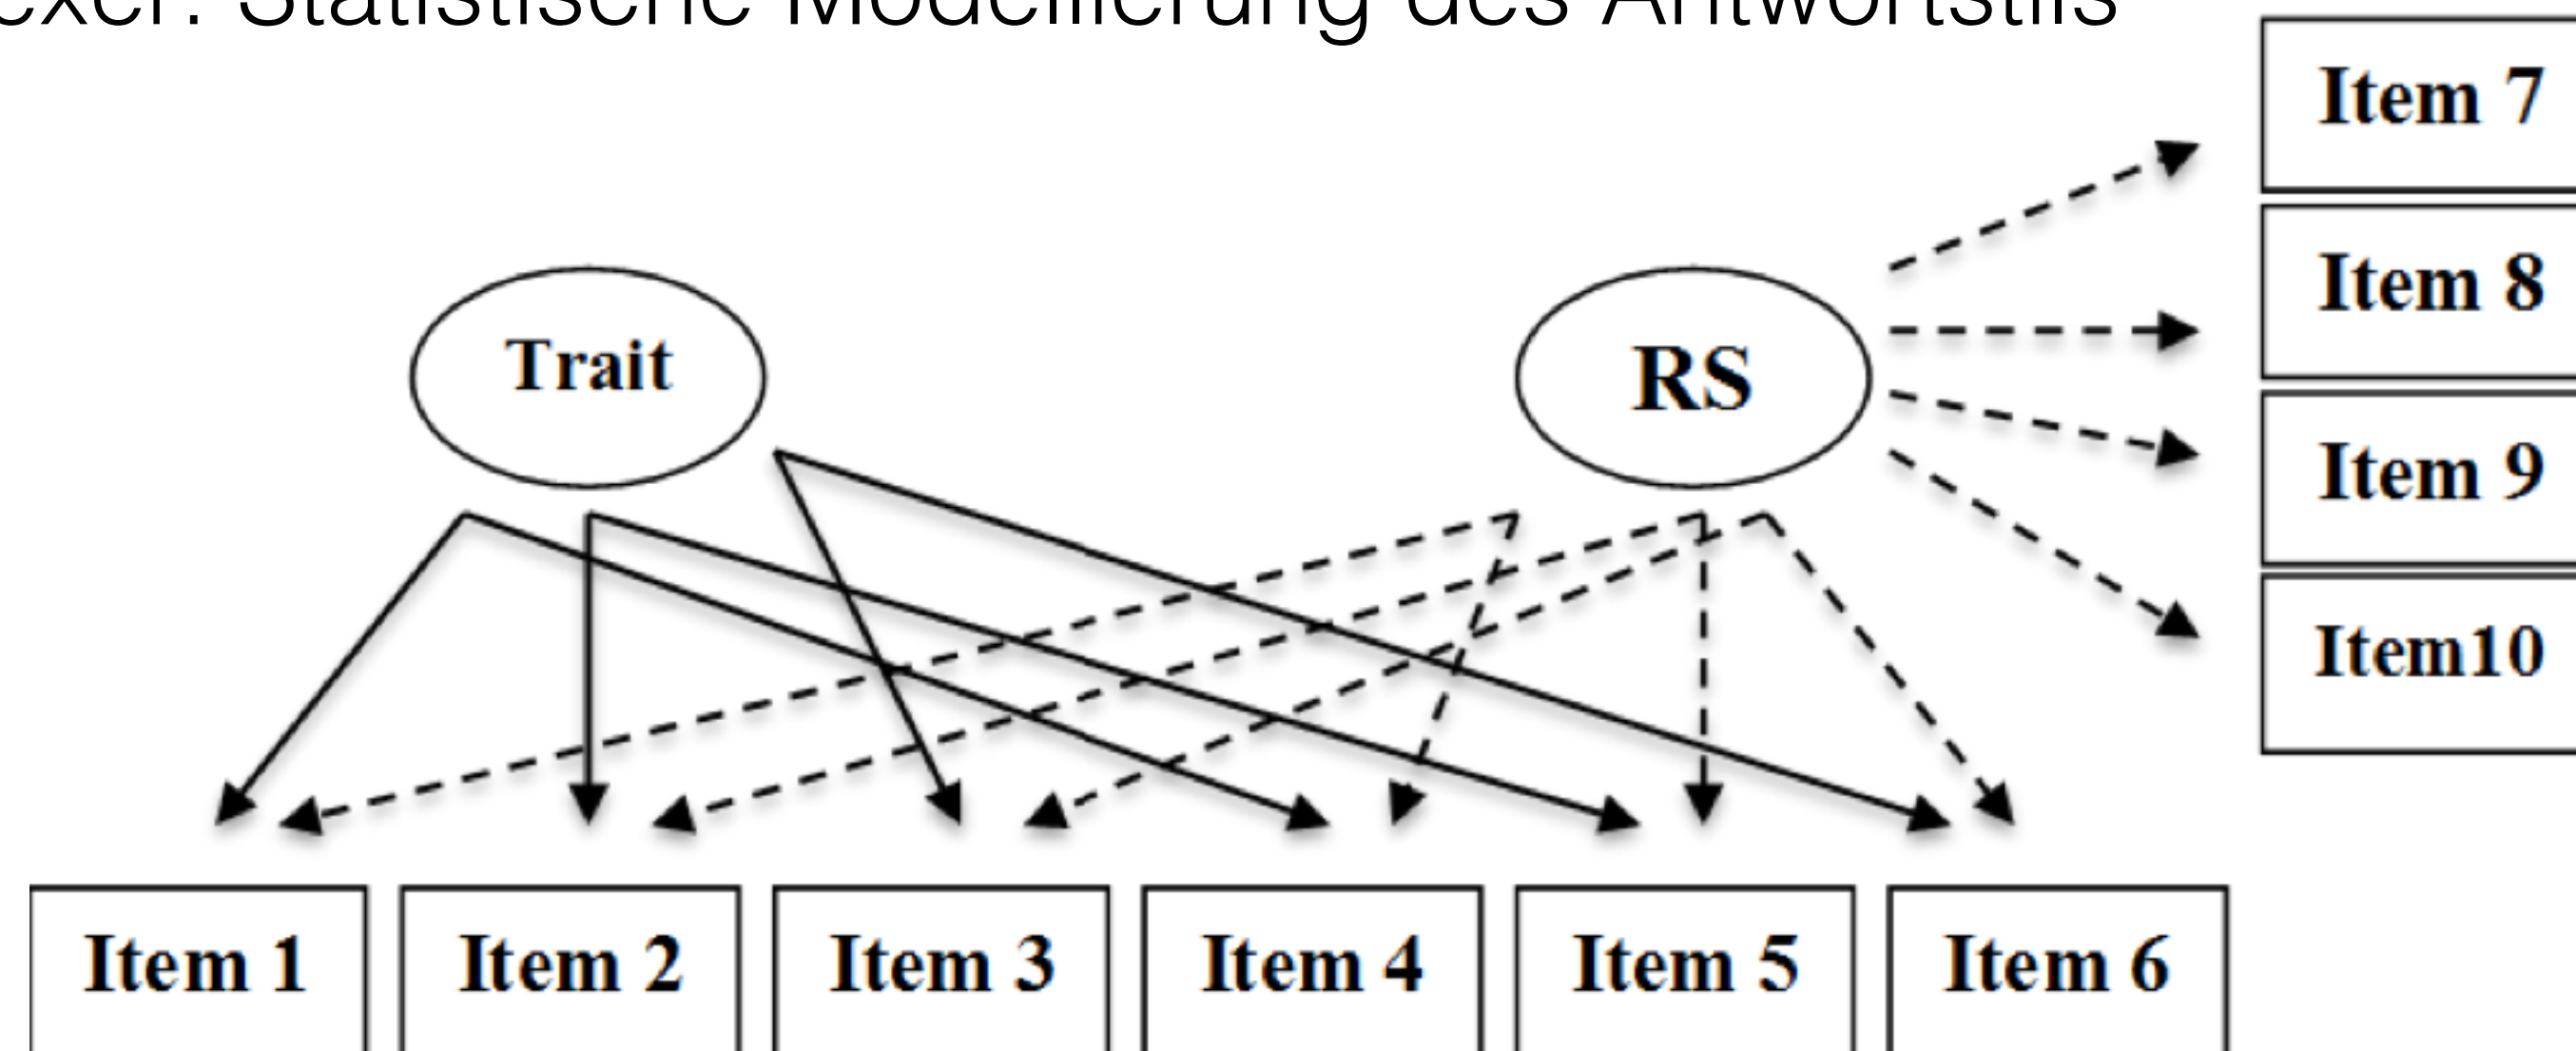 Statistische Modellierung des Antwortstils
Item 7
Item 8
Trait
RS
Item 9
Item10
Item 1
Item 2
Item 3
Item 4
Item 5
Item 6